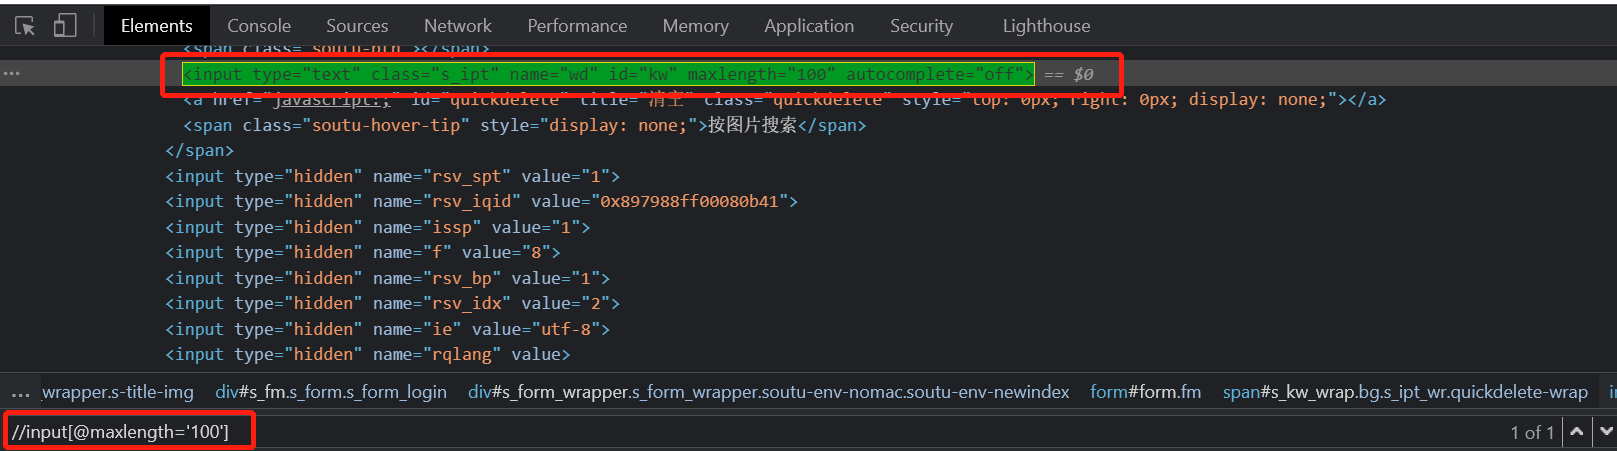 Elements Console Sources Network Performance Memory Application Security Lighthouse
<span class="soutu-btn"></span>
... <input type="text" class="s_ipt" name="wd" id="kw" maxlength="100" autocomplete="off"> == $0
<a href="javascript:;" id="quickdelete" title="清空" class="quickdelete" style="top: 0px; right: 0px; display: none;"></a>
<span class="soutu-hover-tip" style="display: none;">按图片搜索</span>
</span>
<input type="hidden" name="rsv_spt" value="1">
<input type="hidden" name="rsv_iqid" value="0x897988ff00080b41">
<input type="hidden" name="issp" value="1">
<input type="hidden" name="f" value="8">
<input type="hidden" name="rsv_bp" value="1">
<input type="hidden" name="rsv_idx" value="2">
<input type="hidden" name="ie" value="utf-8">
<input type="hidden" name="rqlang" value>
... _wrapper.s-title-img div#s_fm.s_form.s_form_login div#s_form_wrapper.s_form_wrapper.soutu-env-nomac.soutu-env-newindex form#form.fm span#s_kw_wrap.bg.s_ipt_wr.quickdelete-wrap
//input[@maxlength='100'] 1 of 1